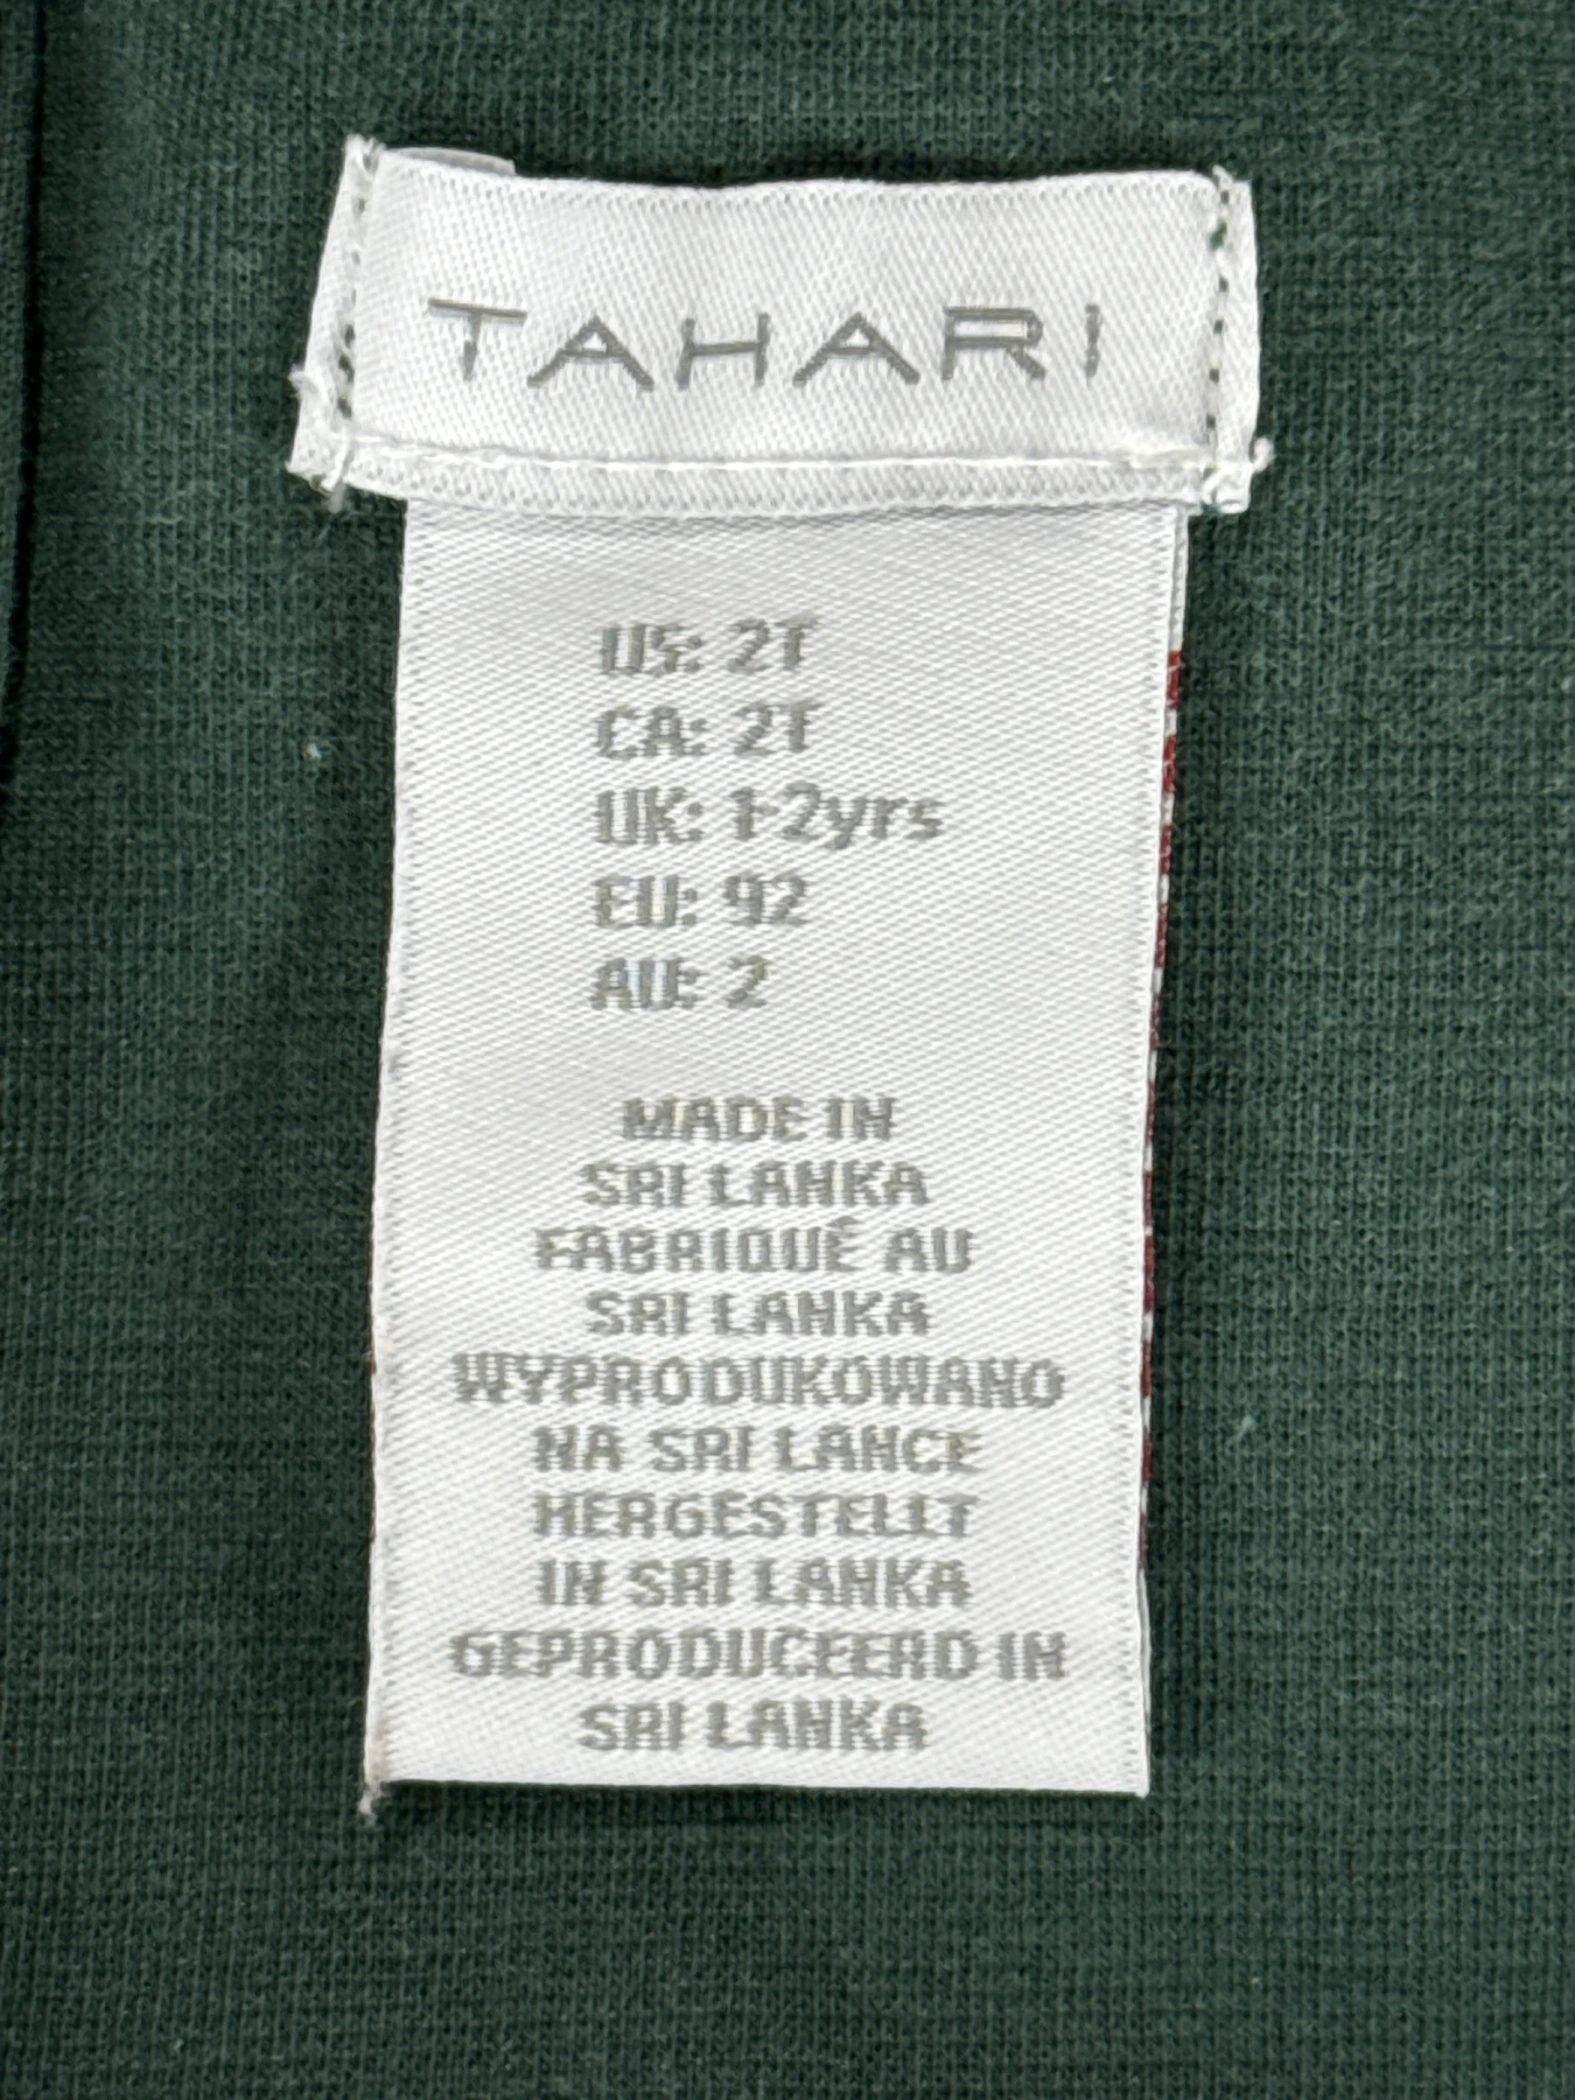 TAHARI
US: 2T
CA: 2T
UK: 1-2yrs
EU: 92
AU: 2
MADE IN
SRI LANKA
FABRIQUÉ AU
SRI LANKA
WYPRODUKOWANO
NA SRI LANCE
HERGESTELLT
IN SRI LANKA
GEPRODUCEERD IN
SRI LANKA